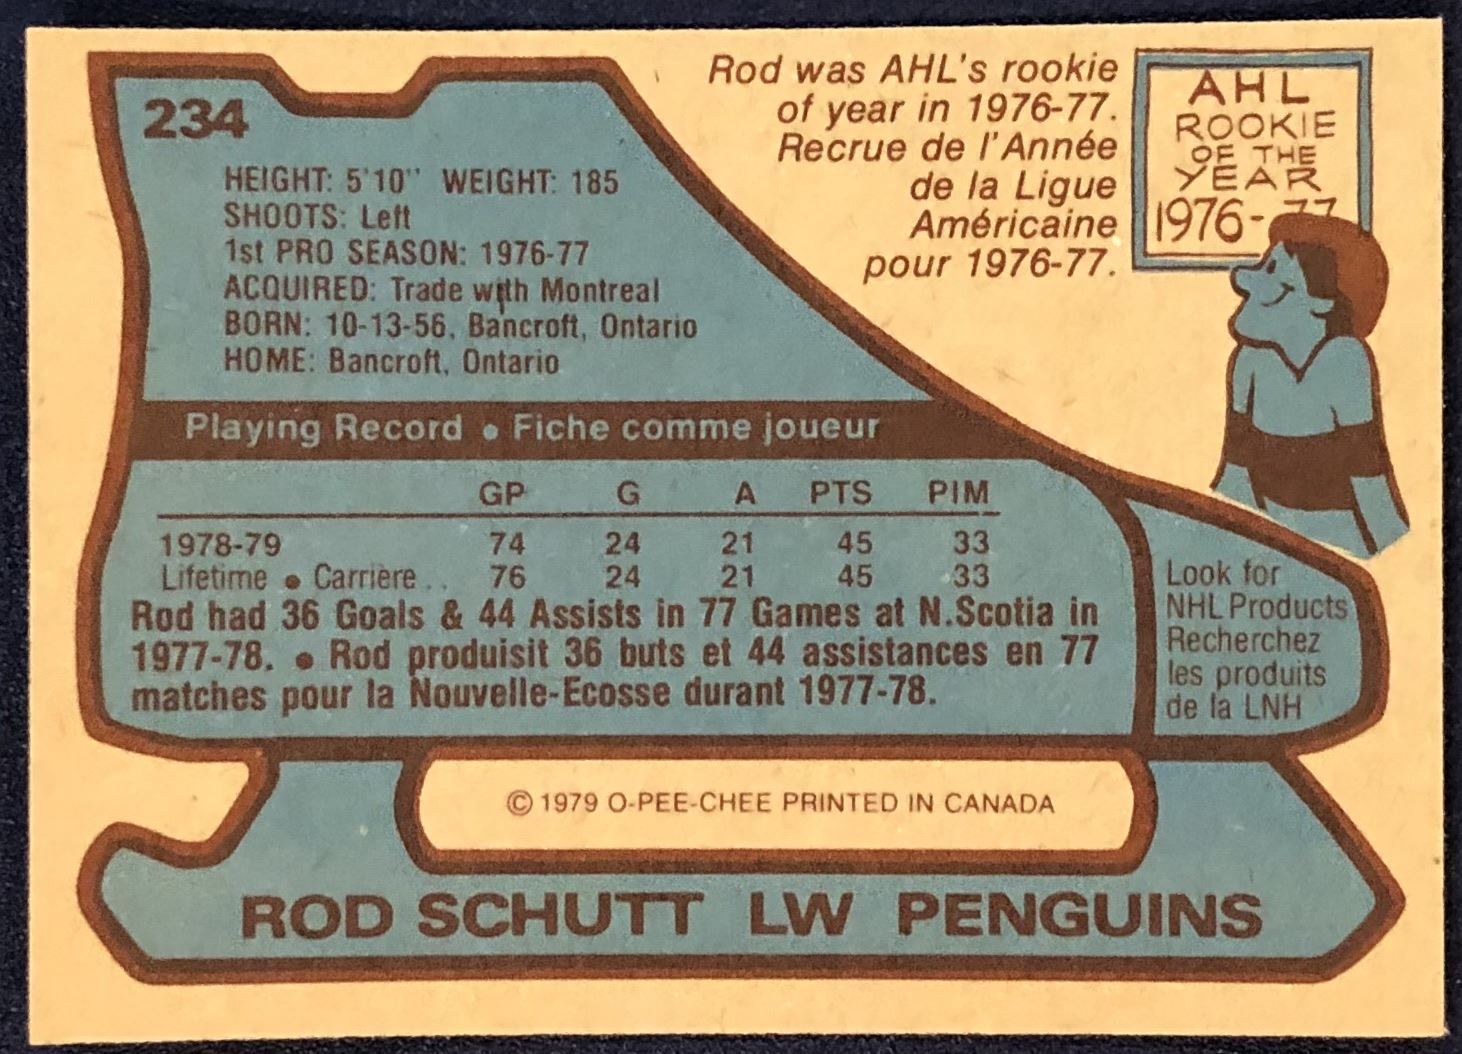 234
HEIGHT: 5'10" WEIGHT: 185
SHOOTS: Left
1st PRO SEASON: 1976-77
ACQUIRED: Trade with Montreal
BORN: 10-13-56, Bancroft, Ontario
HOME: Bancroft, Ontario
Rod was AHL's rookie
of year in 1976-77.
Recrue de l'Année
de la Ligue
Américaine
pour 1976-77.
AHL
ROOKIE
OF THE
YEAR
1976-77
Playing Record • Fiche comme joueur
GP G A PTS PIM
1978-79 74 24 21 45 33
Lifetime • Carrière .. 76 24 21 45 33
Rod had 36 Goals & 44 Assists in 77 Games at N.Scotia in
1977-78. • Rod produisit 36 buts et 44 assistances en 77
matches pour la Nouvelle-Ecosse durant 1977-78.
Look for
NHL Products
Recherchez
les produits
de la LNH
© 1979 O-PEE-CHEE PRINTED IN CANADA
ROD SCHUTT LW PENGUINS